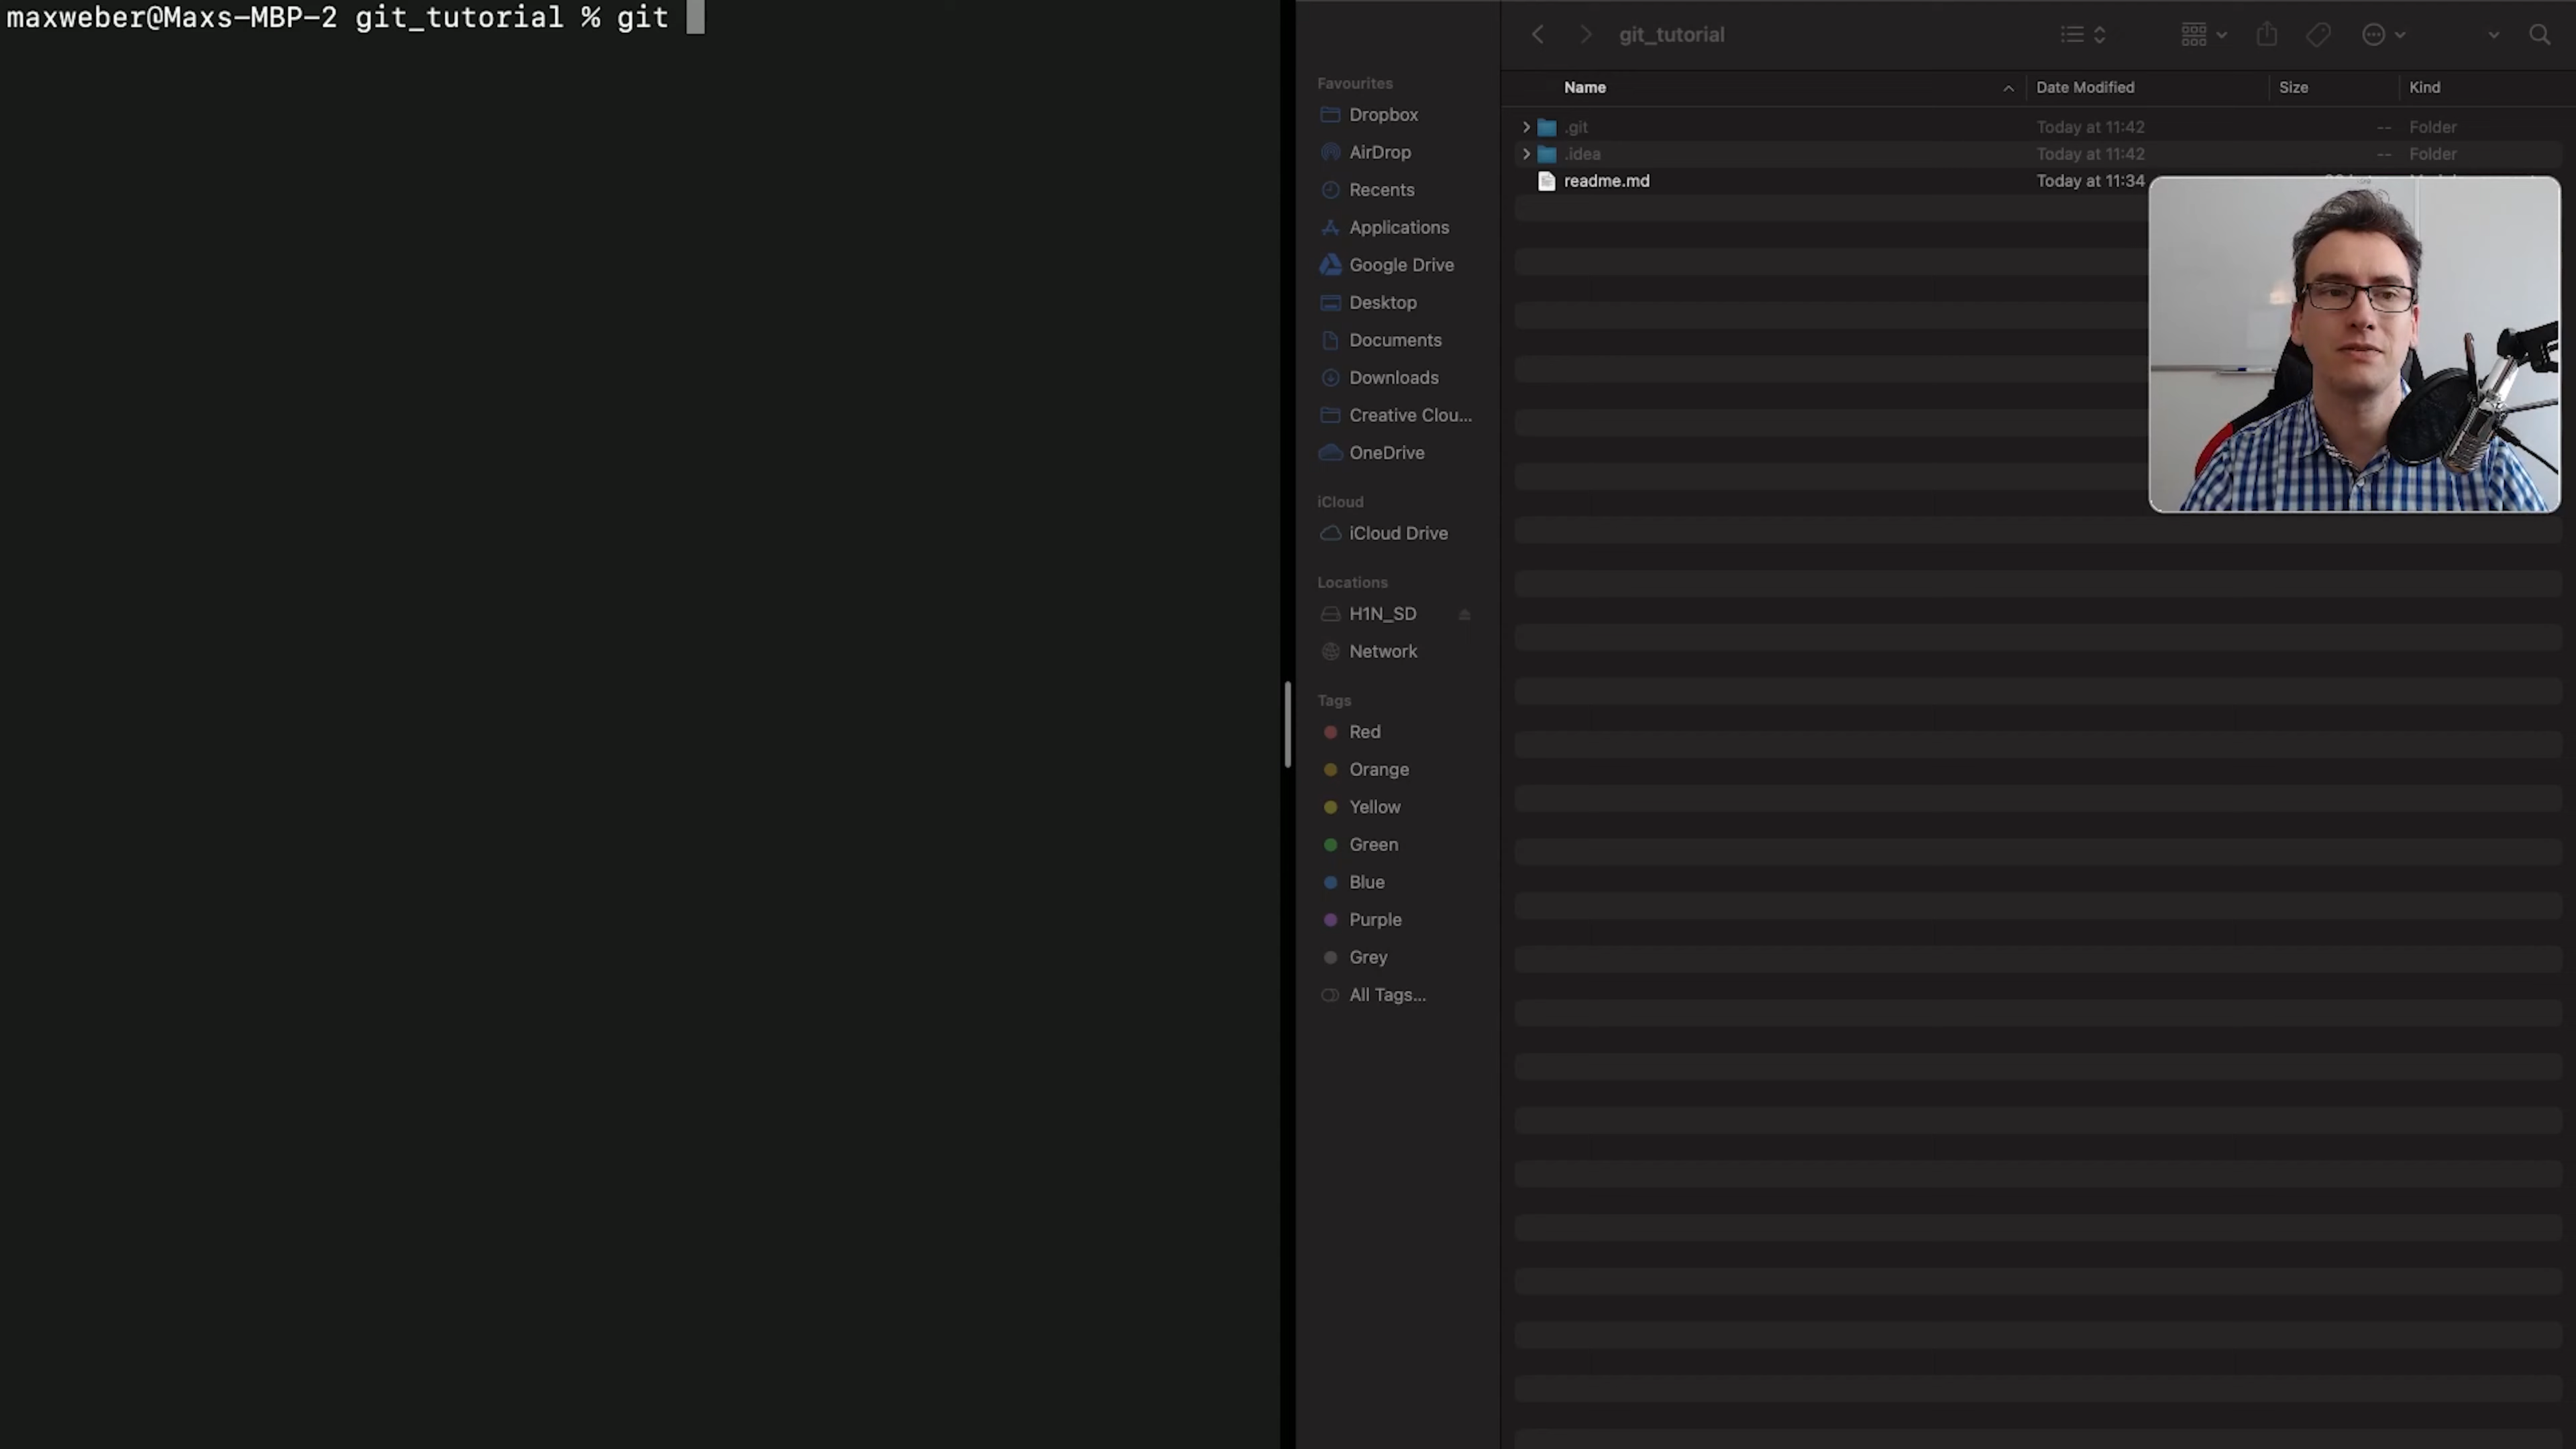 maxweber@Maxs-MBP-2 git_tutorial % git
git_tutorial
Favourites
Dropbox
AirDrop
Recents
Applications
Google Drive
Desktop
Documents
Downloads
Creative Clou...
OneDrive
iCloud
iCloud Drive
Locations
H1N_SD
Network
Tags
Red
Orange
Yellow
Green
Blue
Purple
Grey
All Tags...
Name Date Modified Size Kind
.git Today at 11:42 -- Folder
.idea Today at 11:42 -- Folder
readme.md Today at 11:34